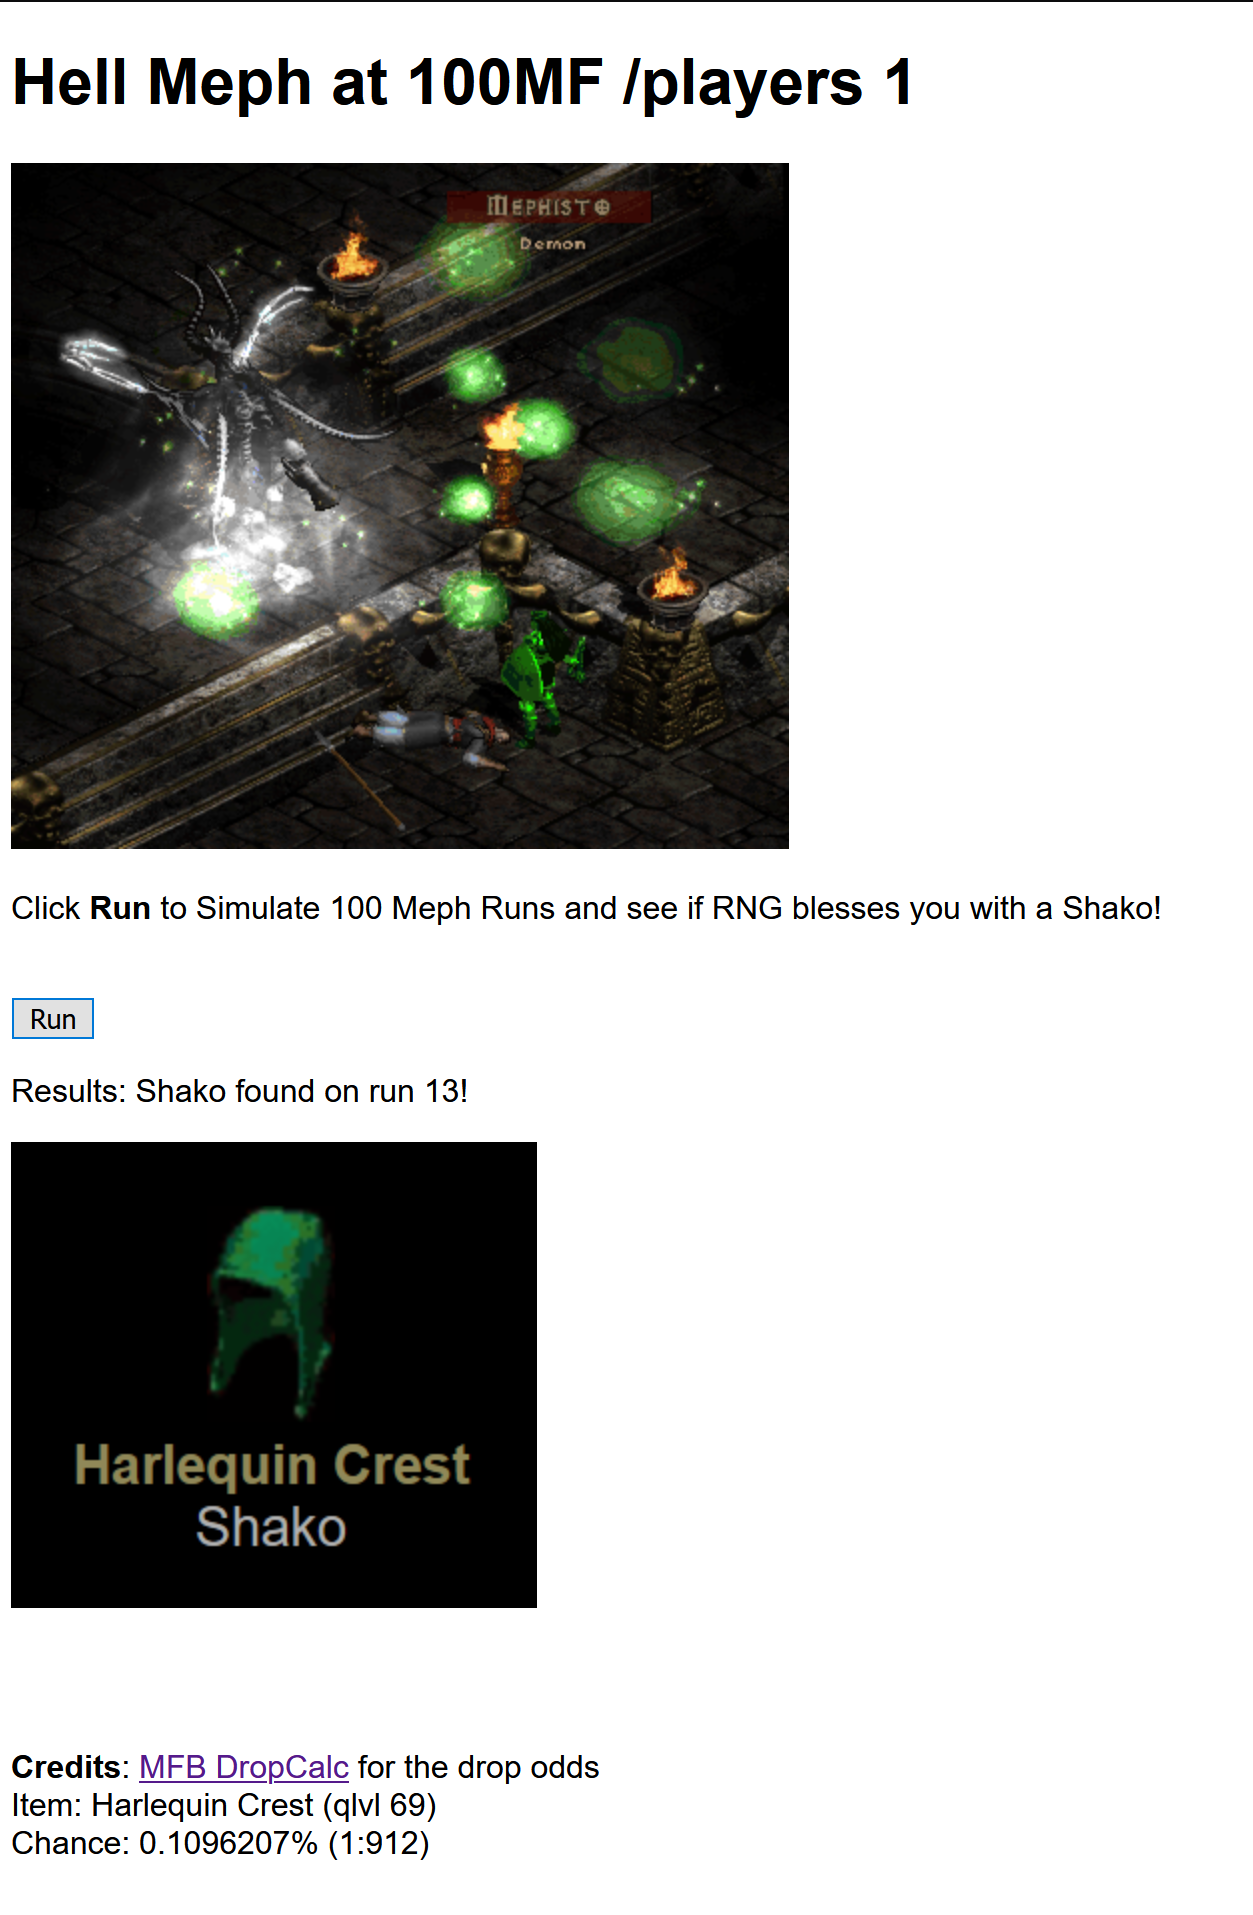 Hell Meph at 100MF /players 1
MEPHISTO
Demon
Click Run to Simulate 100 Meph Runs and see if RNG blesses you with a Shako!
Run
Results: Shako found on run 13!
Harlequin Crest
Shako
Credits: MFB DropCalc for the drop odds
Item: Harlequin Crest (qlvl 69)
Chance: 0.1096207% (1:912)